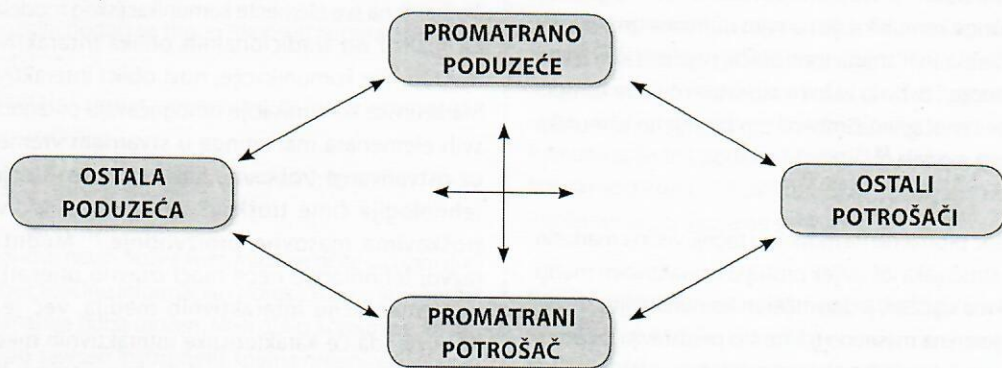 PROMATRANO
PODUZEĆE
OSTALA
PODUZEĆA
OSTALI
POTROŠAČI
PROMATRANI
POTROŠAČ